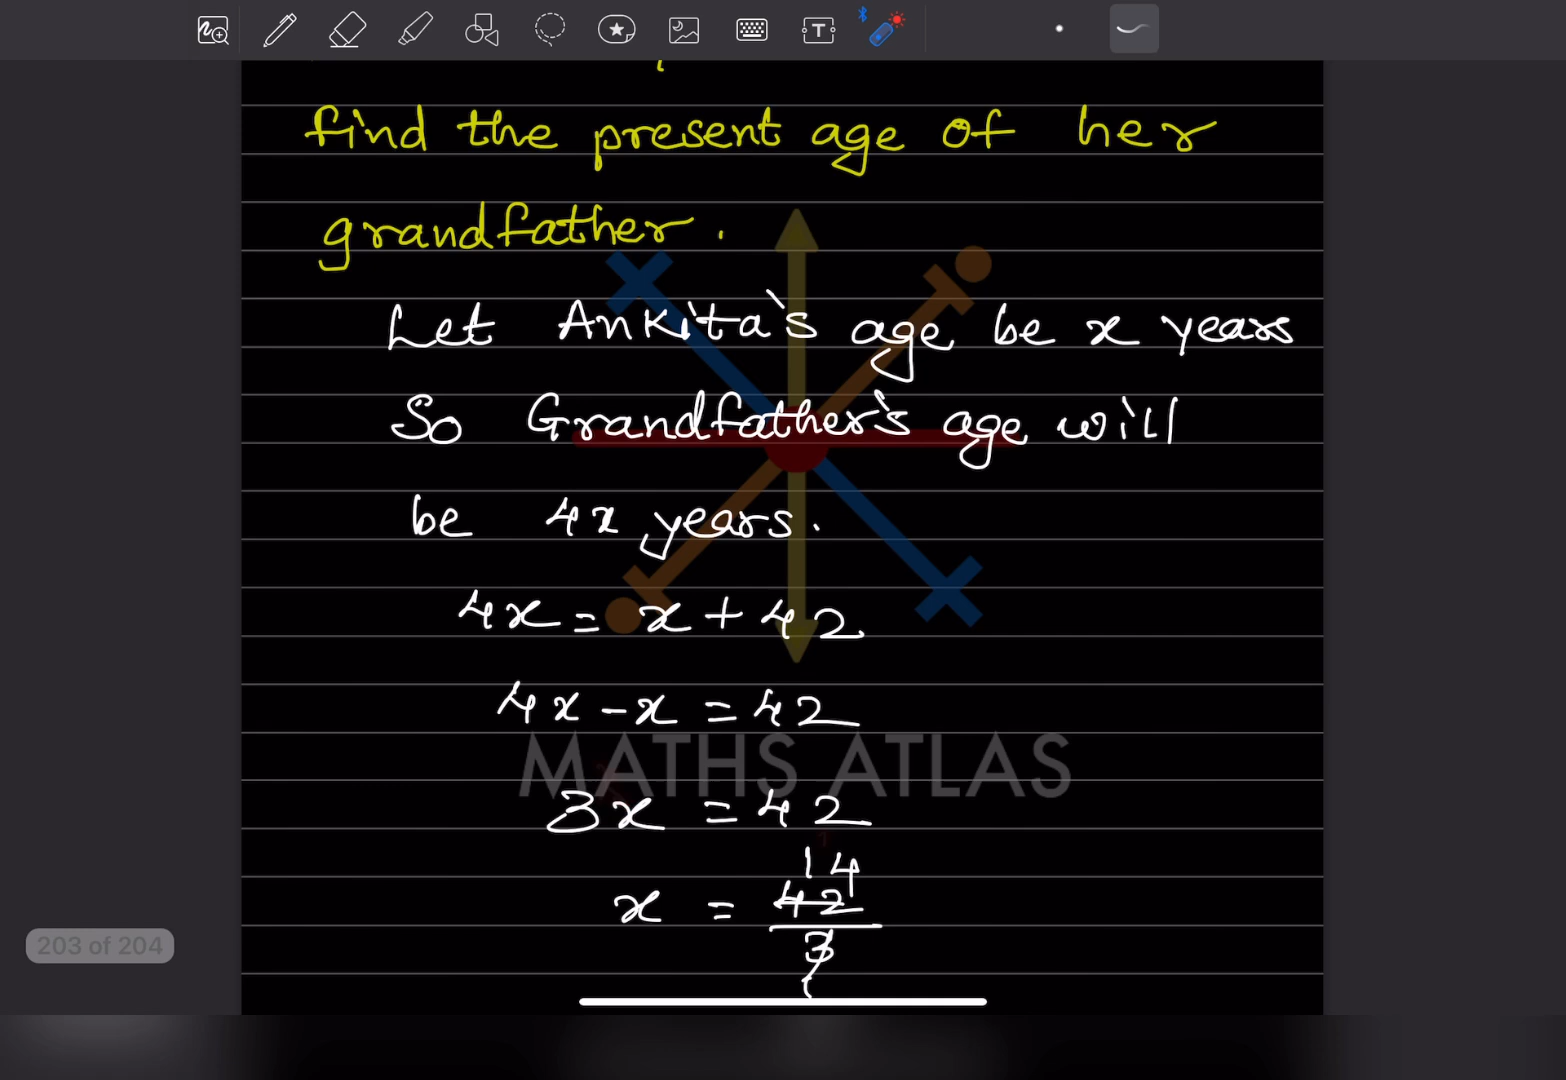 find the present age of her
grandfather.
Let Ankita's age be x years
So Grandfather's age will
be 4x years.
4x = x + 42
4x - x = 42
MATHS ATLAS
3x = 42
14
x = 42
3
1
203 of 204